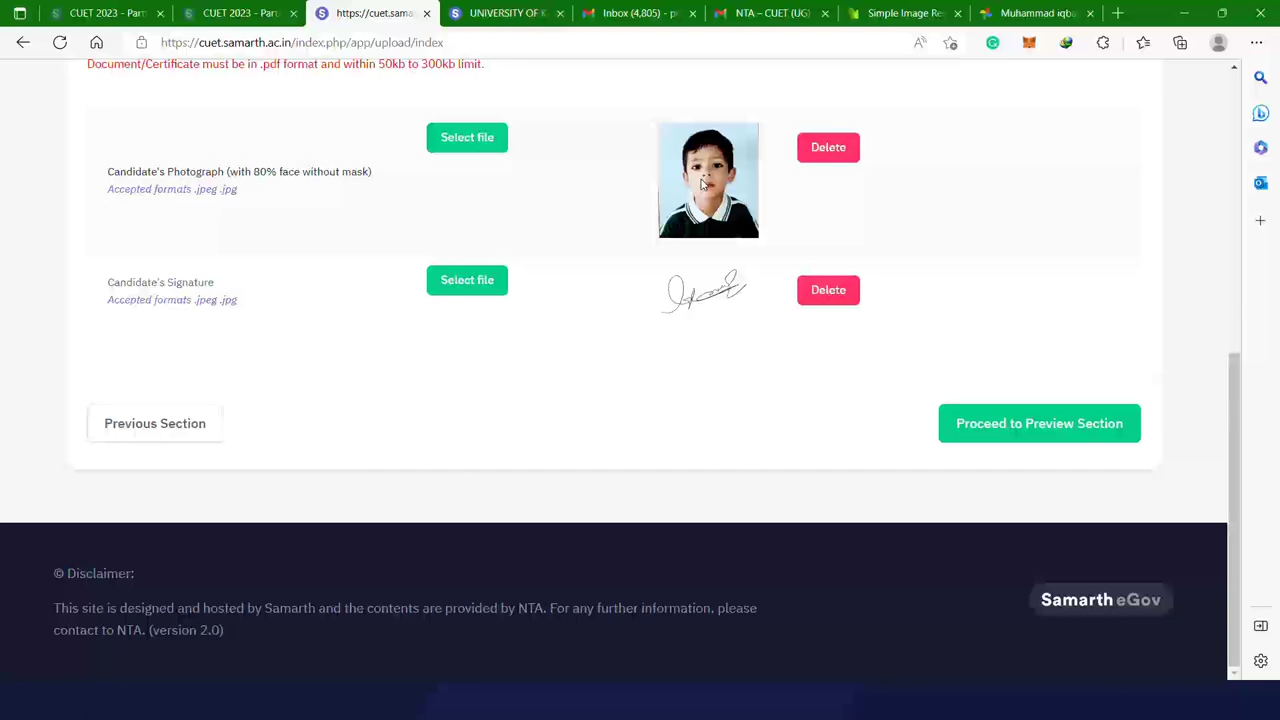 CUET 2023 - Part
CUET 2023 - Part
https://cuet.sama
UNIVERSITY OF K
Inbox (4,805) - p
NTA – CUET (UG)
Simple Image Re
Muhammad iqba
https://cuet.samarth.ac.in/index.php/app/upload/index
Document/Certificate must be in .pdf format and within 50kb to 300kb limit.
Select file
Delete
Candidate's Photograph (with 80% face without mask)
Accepted formats .jpeg .jpg
Select file
Candidate's Signature
Delete
Accepted formats .jpeg .jpg
Previous Section
Proceed to Preview Section
© Disclaimer:
This site is designed and hosted by Samarth and the contents are provided by NTA. For any further information, please
contact to NTA. (version 2.0)
Samarth eGov